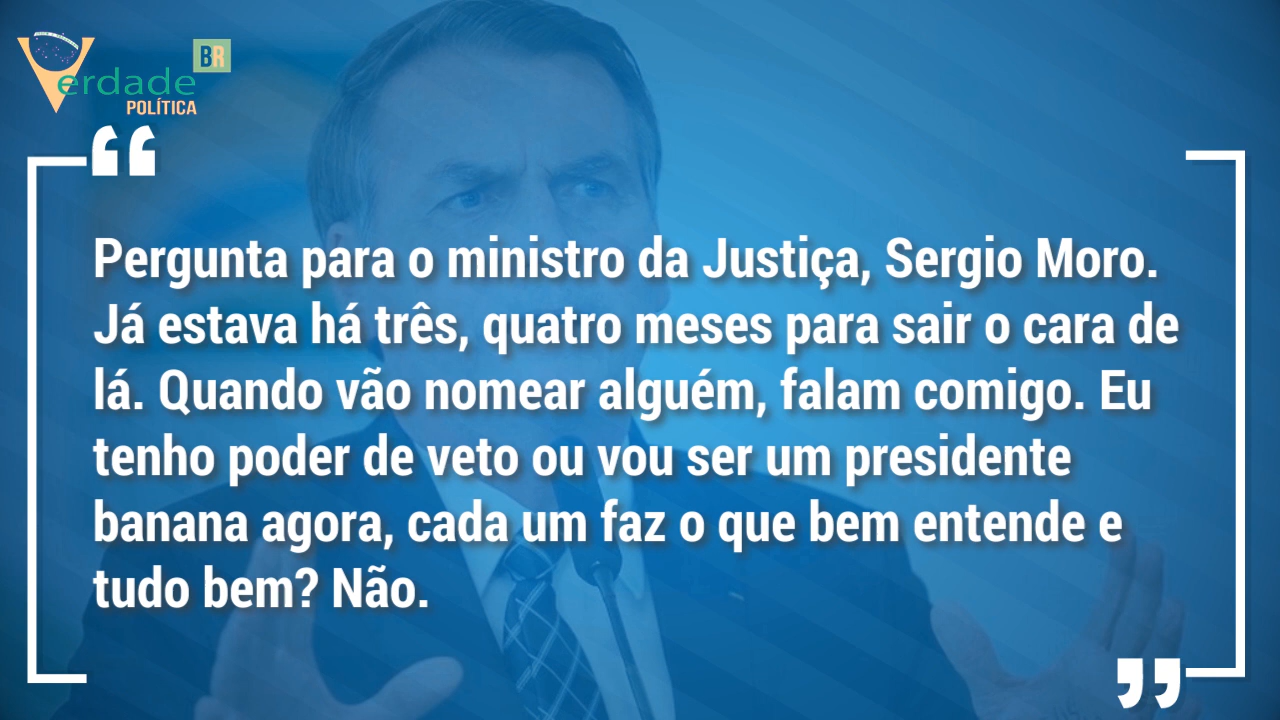 BR
Verdade
POLÍTICA
“
Pergunta para o ministro da Justiça, Sergio Moro.
Já estava há três, quatro meses para sair o cara de
lá. Quando vão nomear alguém, falam comigo. Eu
tenho poder de veto ou vou ser um presidente
banana agora, cada um faz o que bem entende e
tudo bem? Não.
”